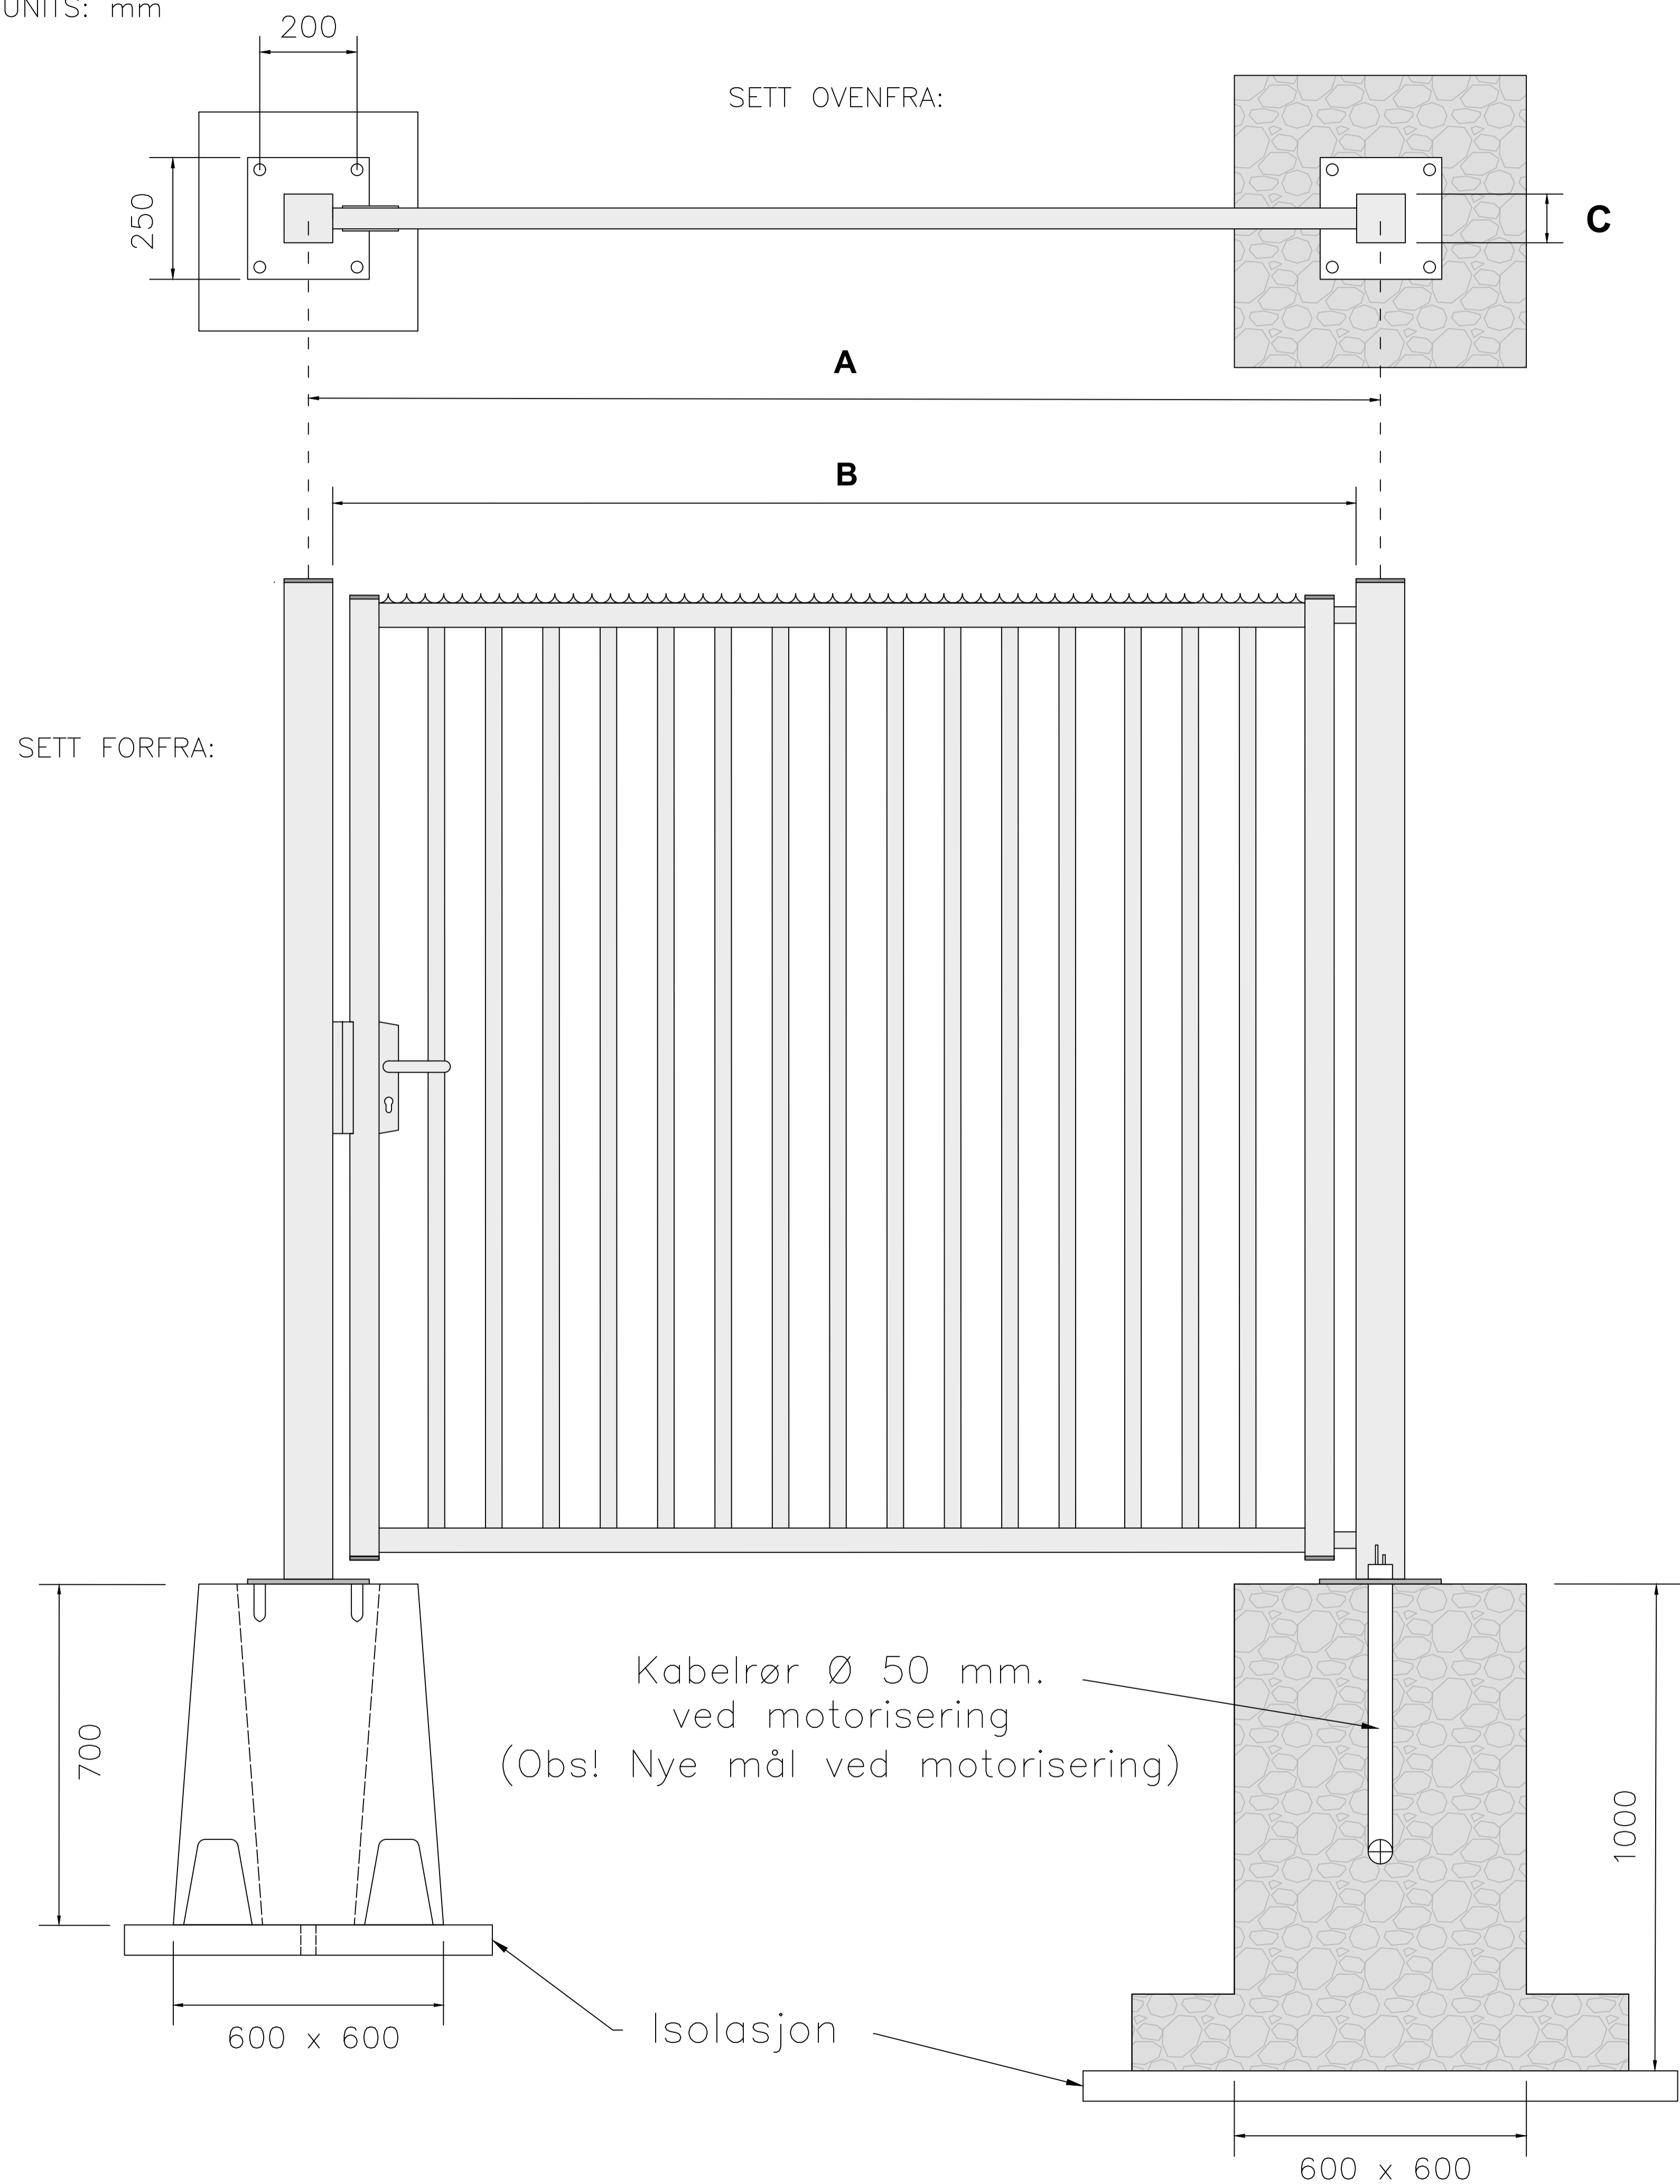 UNITS: mm
200
SETT OVENFRA:
250
C
A
B
SETT FORFRA:
Kabelrør Ø 50 mm.
ved motorisering
(Obs! Nye mål ved motorisering)
700
1000
Isolasjon
600 x 600
600 x 600